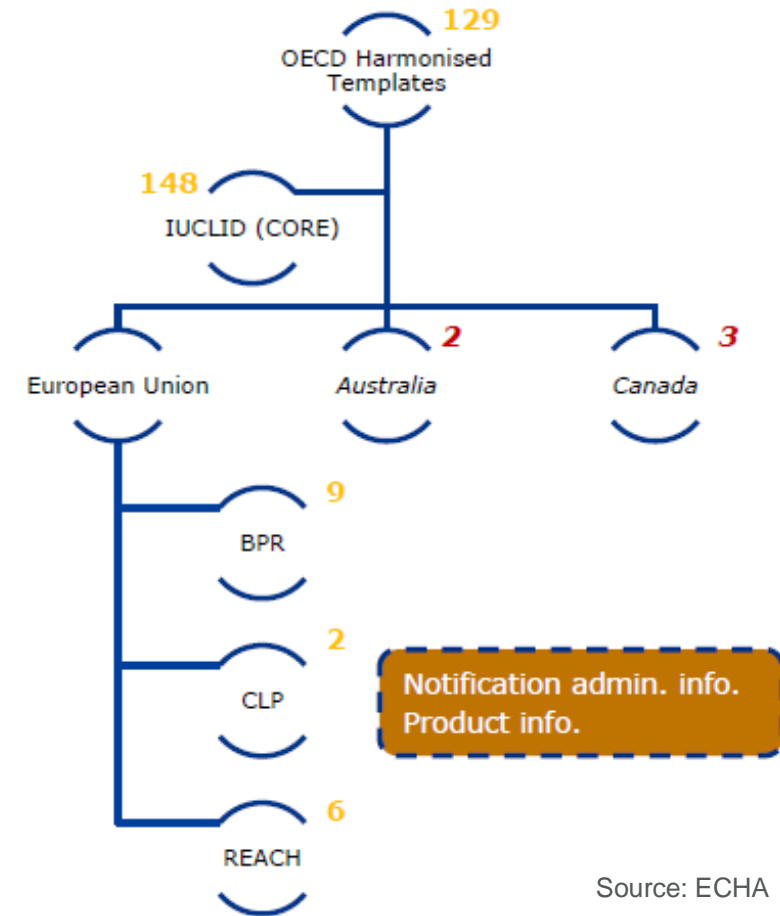 129
OECD Harmonised
Templates
148
IUCLID (CORE)
European Union
Australia
2
Canada
3
9
BPR
2
CLP
Notification admin. info.
Product info.
6
REACH
Source: ECHA